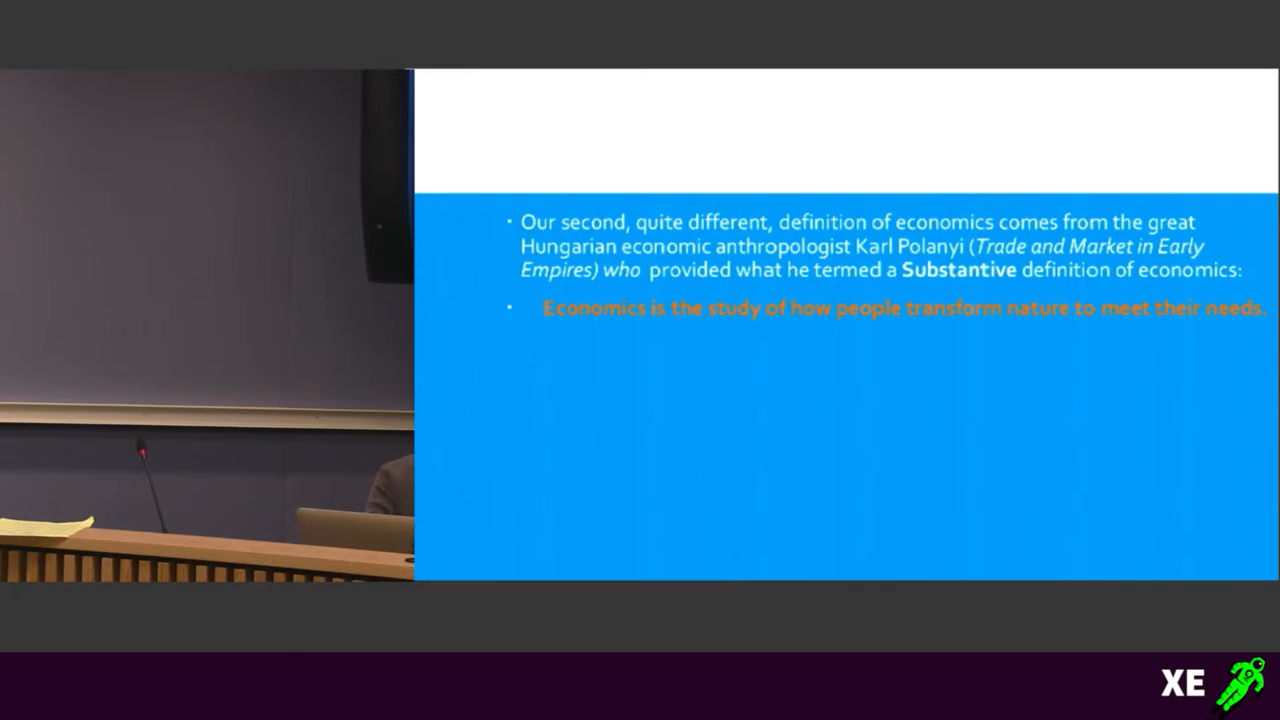 · Our second, quite different, definition of economics comes from the great
Hungarian economic anthropologist Karl Polanyi (Trade and Market in Early
Empires) who provided what he termed a Substantive definition of economics:
· Economics is the study of how people transform nature to meet their needs.
XE